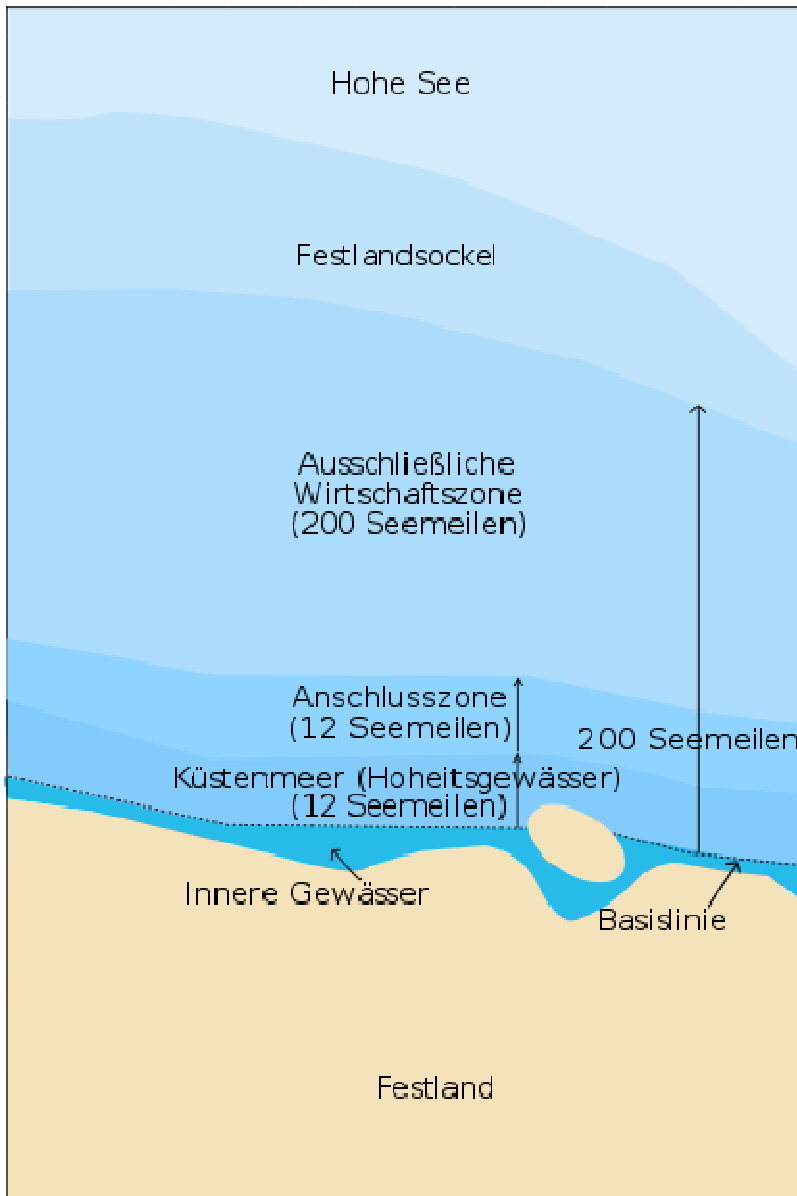 Hohe See
Festlandsockel
Ausschließliche
Wirtschaftszone
(200 Seemeilen)
Anschlusszone
(12 Seemeilen)
200 Seemeilen
Küstenmeer (Hoheitsgewässer)
(12 Seemeilen)
Innere Gewässer
Basislinie
Festland